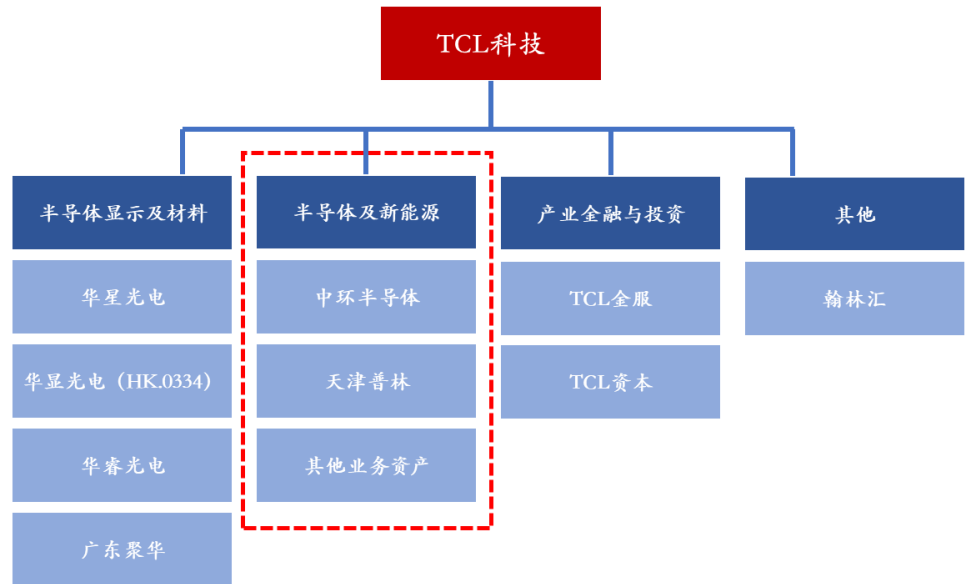 TCL科技
半导体显示及材料
半导体及新能源
产业金融与投资
其他
华星光电
中环半导体
TCL金服
翰林汇
华显光电（HK.0334）
天津普林
TCL资本
华睿光电
其他业务资产
广东聚华